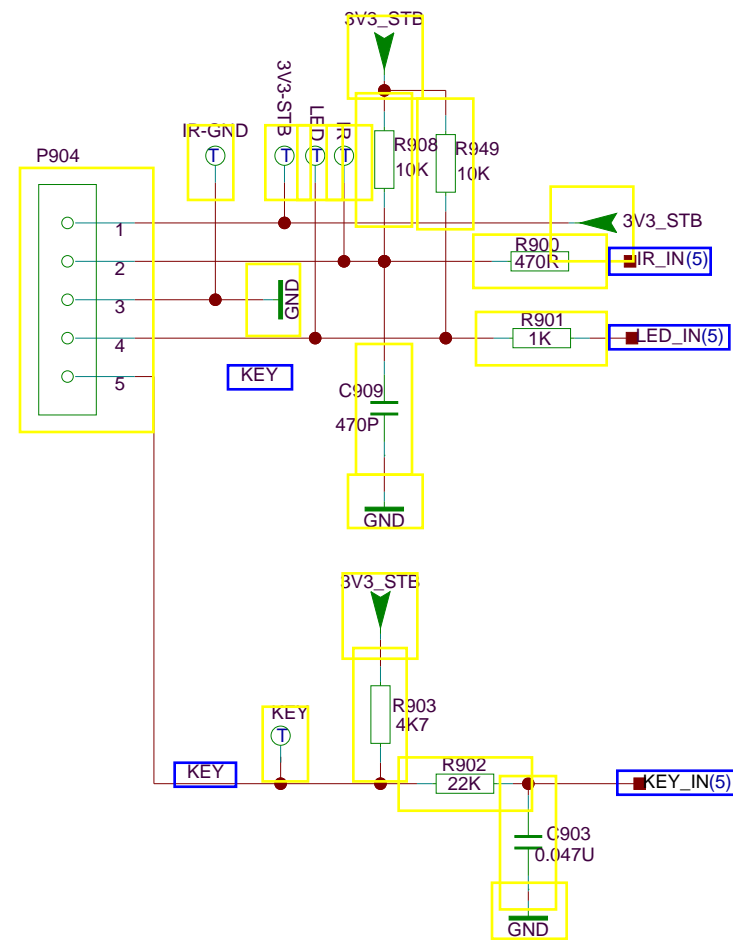 3V3_STB
3V3-STB
LED
IR
IR-GND
T
T
T
T
R908
10K
R949
10K
P904
1
2
3
4
5
3V3_STB
R900
470R
IR_IN(5)
GND
R901
1K
LED_IN(5)
KEY
C909
470P
GND
3V3_STB
R903
4K7
KEY
T
KEY
R902
22K
KEY_IN(5)
C903
0.047U
GND